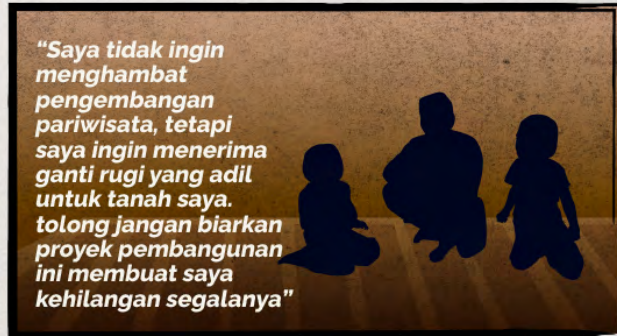 “Saya tidak ingin
menghambat
pengembangan
pariwisata, tetapi
saya ingin menerima
ganti rugi yang adil
untuk tanah saya.
tolong jangan biarkan
proyek pembangunan
ini membuat saya
kehilangan segalanya”